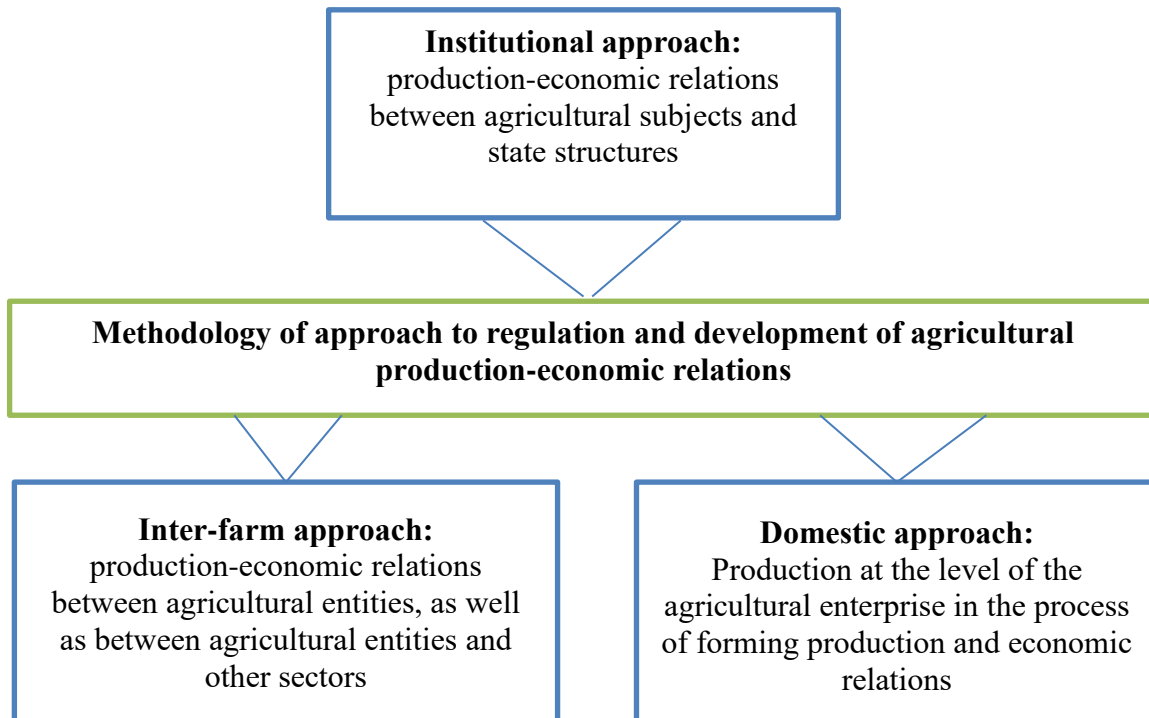 Institutional approach:
production-economic relations
between agricultural subjects and
state structures
Methodology of approach to regulation and development of agricultural
production-economic relations
Inter-farm approach:
production-economic relations
between agricultural entities, as well
as between agricultural entities and
other sectors
Domestic approach:
Production at the level of the
agricultural enterprise in the process
of forming production and economic
relations